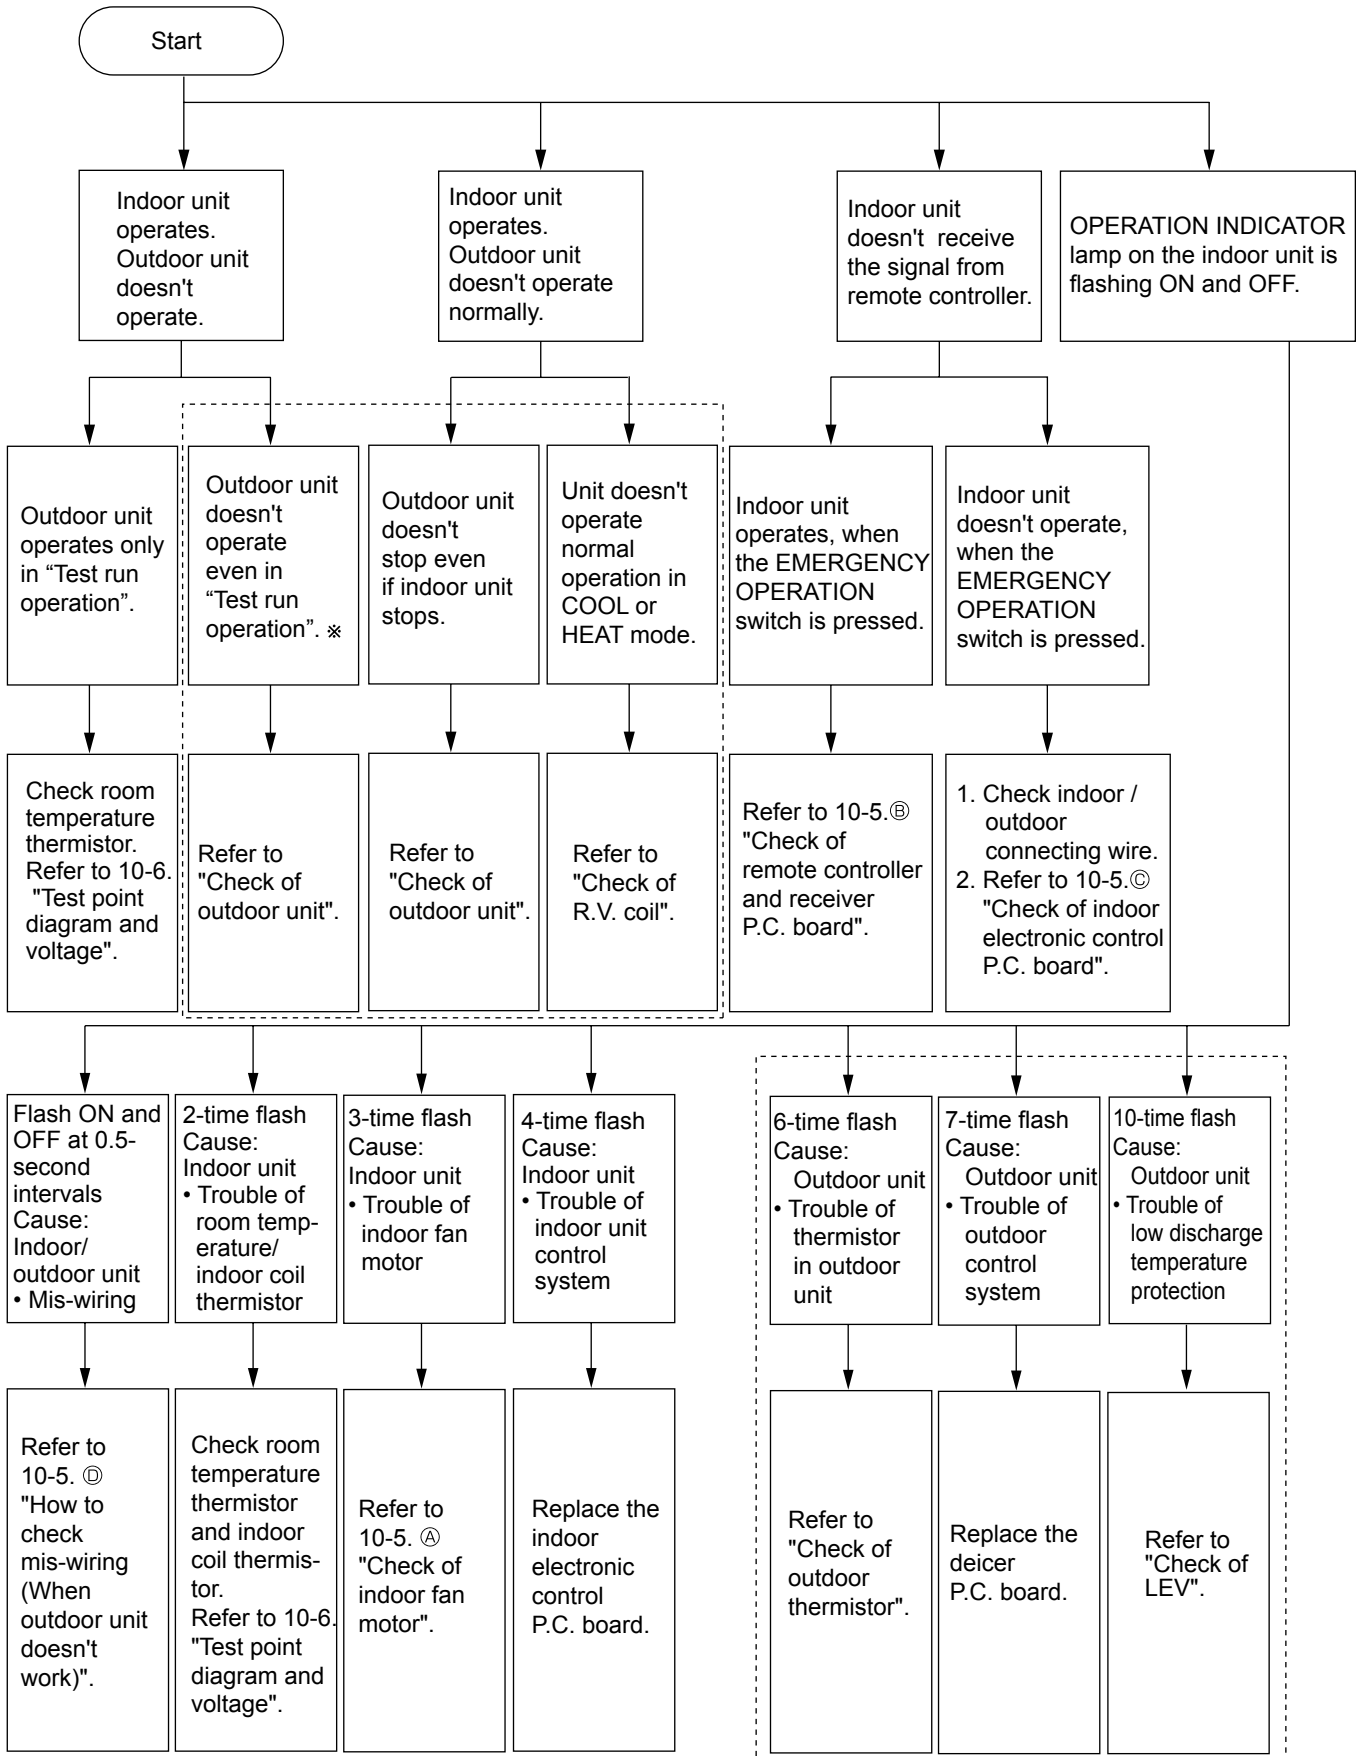 Start
Indoor unit
operates.
Outdoor unit
doesn't
operate.
Indoor unit
operates.
Outdoor unit
doesn't operate
normally.
Indoor unit
doesn't receive
the signal from
remote controller.
OPERATION INDICATOR
lamp on the indoor unit is
flashing ON and OFF.
Outdoor unit
operates only
in “Test run
operation”.
Outdoor unit
doesn't
operate
even in
“Test run
operation”. ※
Outdoor unit
doesn't
stop even
if indoor unit
stops.
Unit doesn't
operate
normal
operation in
COOL or
HEAT mode.
Indoor unit
operates, when
the EMERGENCY
OPERATION
switch is pressed.
Indoor unit
doesn't operate,
when the
EMERGENCY
OPERATION
switch is pressed.
Check room
temperature
thermistor.
Refer to 10-6.
"Test point
diagram and
voltage".
Refer to
"Check of
outdoor unit".
Refer to
"Check of
outdoor unit".
Refer to
"Check of
R.V. coil".
Refer to 10-5.Ⓑ
"Check of
remote controller
and receiver
P.C. board".
1. Check indoor /
outdoor
connecting wire.
2. Refer to 10-5.Ⓒ
"Check of indoor
electronic control
P.C. board".
Flash ON and
OFF at 0.5-
second
intervals
Cause:
Indoor/
outdoor unit
• Mis-wiring
2-time flash
Cause:
Indoor unit
• Trouble of
room temp-
erature/
indoor coil
thermistor
3-time flash
Cause:
Indoor unit
• Trouble of
indoor fan
motor
4-time flash
Cause:
Indoor unit
• Trouble of
indoor unit
control
system
6-time flash
Cause:
Outdoor unit
• Trouble of
thermistor
in outdoor
unit
7-time flash
Cause:
Outdoor unit
• Trouble of
outdoor
control
system
10-time flash
Cause:
Outdoor unit
• Trouble of
low discharge
temperature
protection
Refer to
10-5. Ⓓ
"How to
check
mis-wiring
(When
outdoor unit
doesn't
work)".
Check room
temperature
thermistor
and indoor
coil thermis-
tor.
Refer to 10-6.
"Test point
diagram and
voltage".
Refer to
10-5. Ⓐ
"Check of
indoor fan
motor".
Replace the
indoor
electronic
control
P.C. board.
Refer to
"Check of
outdoor
thermistor".
Replace the
deicer
P.C. board.
Refer to
"Check of
LEV".